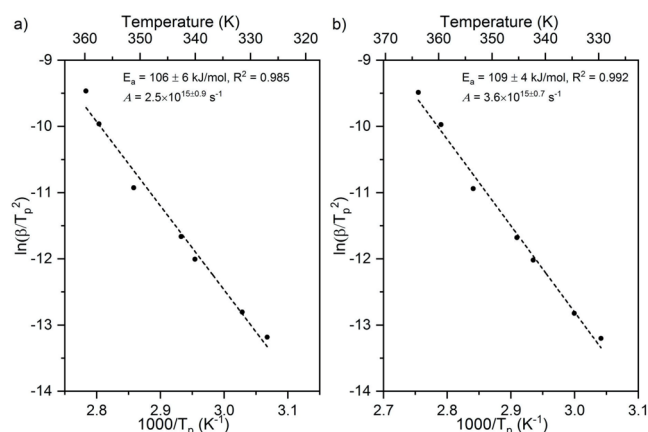 a)
Temperature (K)
360 350 340 330 320
E_a = 106 ± 6 kJ/mol, R² = 0.985
A = 2.5×10^15±0.9 s⁻¹
ln(β/T_p²)
-9
-10
-11
-12
-13
-14
2.8 2.9 3.0 3.1
1000/T_p (K⁻¹)
b)
Temperature (K)
370 360 350 340 330
E_a = 109 ± 4 kJ/mol, R² = 0.992
A = 3.6×10^15±0.7 s⁻¹
ln(β/T_p²)
-9
-10
-11
-12
-13
-14
2.7 2.8 2.9 3.0 3.1
1000/T_p (K⁻¹)